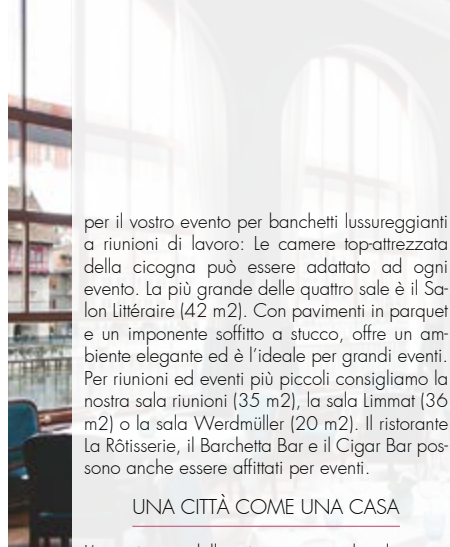 per il vostro evento per banchetti lussureggianti
a riunioni di lavoro: Le camere top-attrezzata
della cicogna può essere adattato ad ogni
evento. La più grande delle quattro sale è il Sa-
lon Littéraire (42 m2). Con pavimenti in parquet
e un imponente soffitto a stucco, offre un am-
biente elegante ed è l'ideale per grandi eventi.
Per riunioni ed eventi più piccoli consigliamo la
nostra sala riunioni (35 m2), la sala Limmat (36
m2) o la sala Werdmüller (20 m2). Il ristorante
La Rôtisserie, il Barchetta Bar e il Cigar Bar pos-
sono anche essere affittati per eventi.
UNA CITTÀ COME UNA CASA